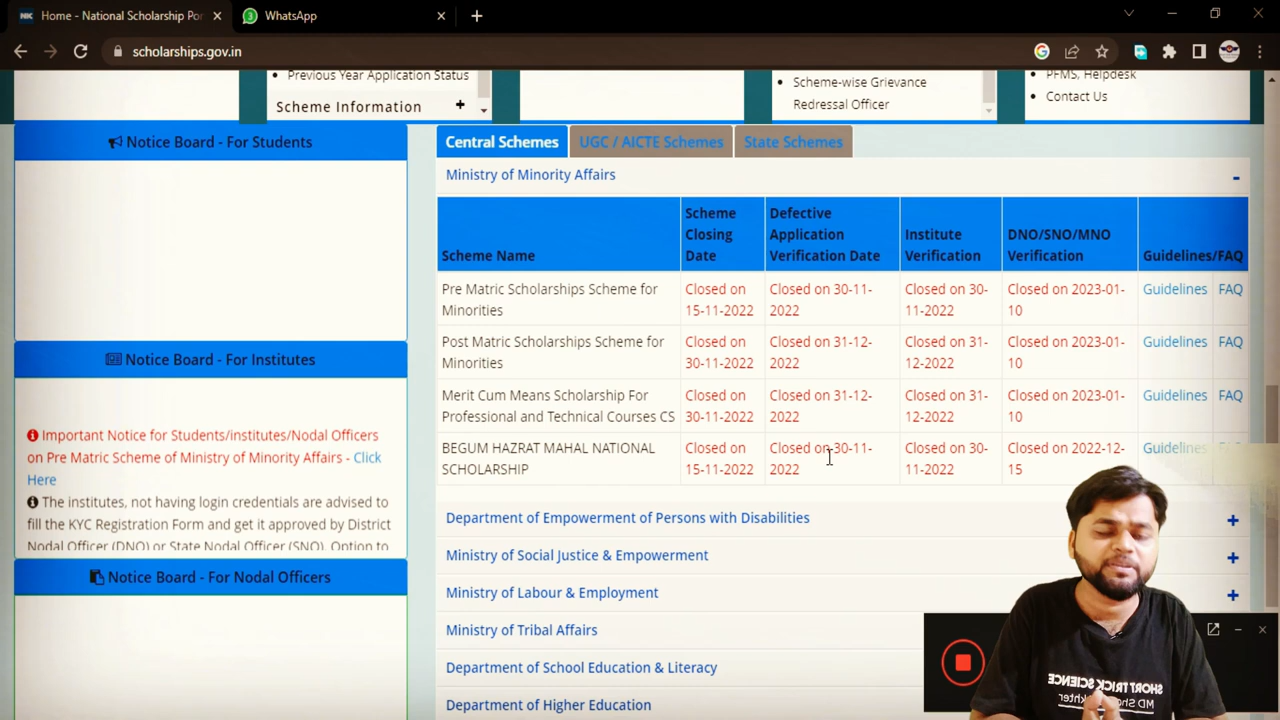 Home - National Scholarship Por
WhatsApp
scholarships.gov.in
Previous Year Application Status
Scheme Information +
Scheme-wise Grievance
Redressal Officer
PFMS, Helpdesk
Contact Us
Notice Board - For Students
Notice Board - For Institutes
Important Notice for Students/institutes/Nodal Officers
on Pre Matric Scheme of Ministry of Minority Affairs - Click
Here
The institutes, not having login credentials are advised to
fill the KYC Registration Form and get it approved by District
Nodal Officer (DNO) or State Nodal Officer (SNO). Option to
Notice Board - For Nodal Officers
Central Schemes UGC / AICTE Schemes State Schemes
Ministry of Minority Affairs -
Scheme Name
Scheme
Closing
Date
Defective
Application
Verification Date
Institute
Verification
DNO/SNO/MNO
Verification
Guidelines/FAQ
Pre Matric Scholarships Scheme for
Minorities
Closed on
15-11-2022
Closed on 30-11-
2022
Closed on 30-
11-2022
Closed on 2023-01-
10
Guidelines FAQ
Post Matric Scholarships Scheme for
Minorities
Closed on
30-11-2022
Closed on 31-12-
2022
Closed on 31-
12-2022
Closed on 2023-01-
10
Guidelines FAQ
Merit Cum Means Scholarship For
Professional and Technical Courses CS
Closed on
30-11-2022
Closed on 31-12-
2022
Closed on 31-
12-2022
Closed on 2023-01-
10
Guidelines FAQ
BEGUM HAZRAT MAHAL NATIONAL
SCHOLARSHIP
Closed on
15-11-2022
Closed on 30-11-
2022
Closed on 30-
11-2022
Closed on 2022-12-
15
Guidelines
Department of Empowerment of Persons with Disabilities +
Ministry of Social Justice & Empowerment +
Ministry of Labour & Employment +
Ministry of Tribal Affairs
Department of School Education & Literacy
Department of Higher Education
SHORT TRICK SCIENCE